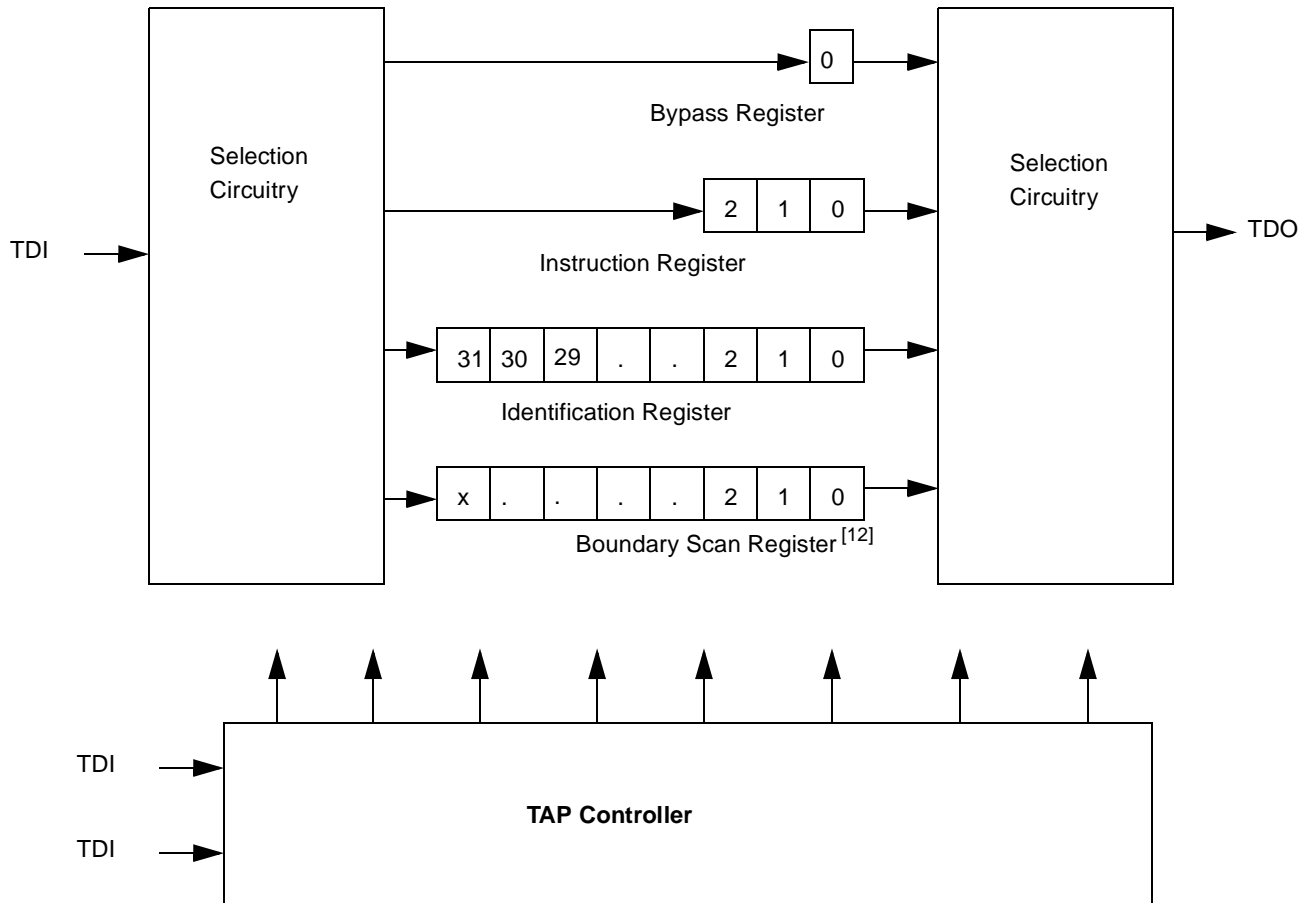 0
Bypass Register
Selection
Circuitry
Selection
Circuitry
2 1 0
TDI
TDO
Instruction Register
31 30 29 . . 2 1 0
Identification Register
x . . . . 2 1 0
Boundary Scan Register [12]
TDI
TAP Controller
TDI